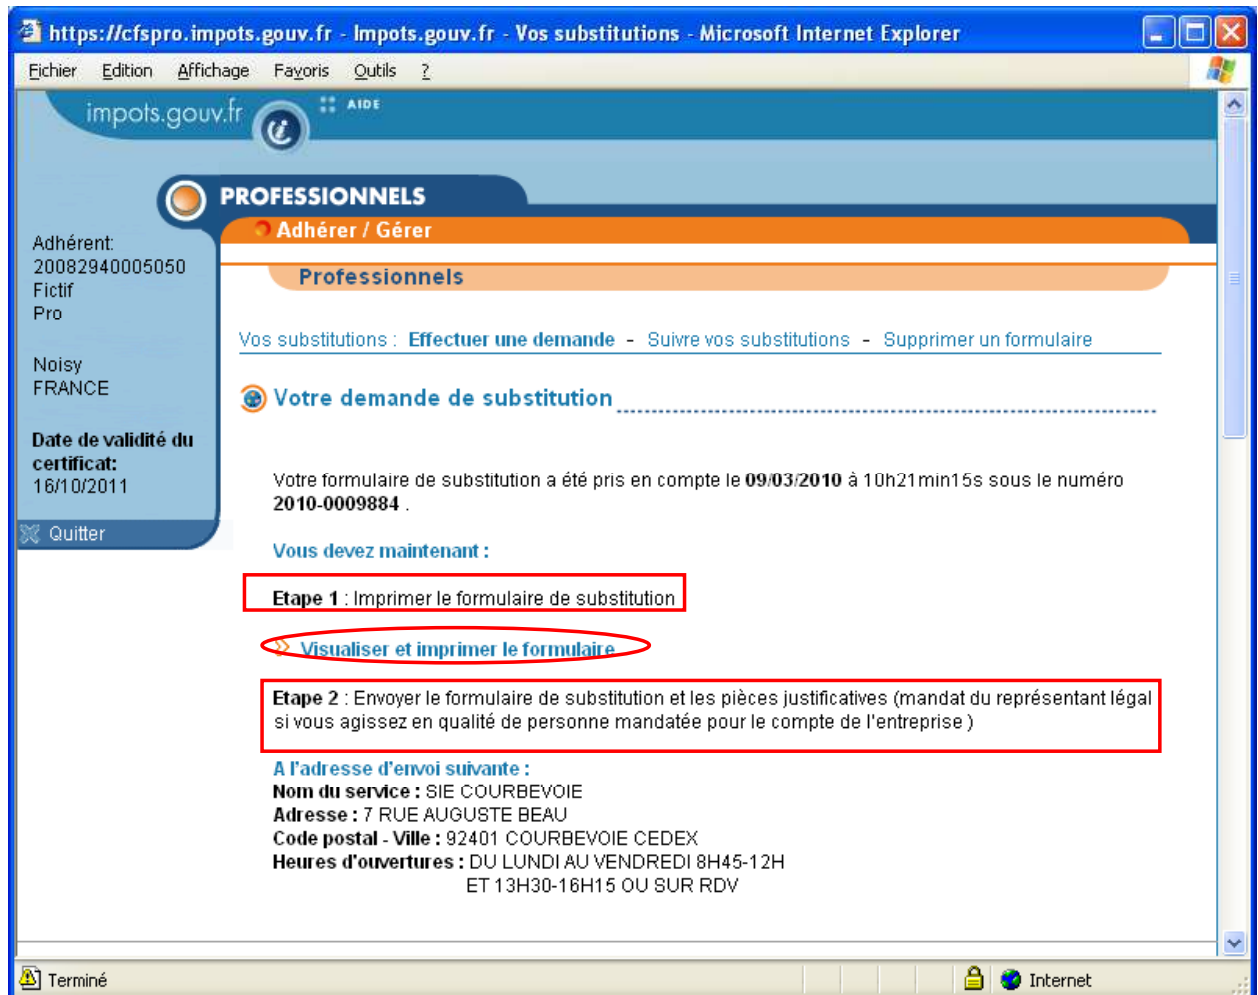 https://cfspro.impots.gouv.fr - Impots.gouv.fr - Vos substitutions - Microsoft Internet Explorer
Fichier Edition Affichage Favoris Outils ?
impots.gouv.fr
AIDE
PROFESSIONNELS
Adhérer / Gérer
Professionnels
Adhérent:
20082940005050
Fictif
Pro
Noisy
FRANCE
Date de validité du
certificat:
16/10/2011
Quitter
Vos substitutions : Effectuer une demande - Suivre vos substitutions - Supprimer un formulaire
Votre demande de substitution
Votre formulaire de substitution a été pris en compte le 09/03/2010 à 10h21min15s sous le numéro
2010-0009884 .
Vous devez maintenant :
Etape 1 : Imprimer le formulaire de substitution
Visualiser et imprimer le formulaire
Etape 2 : Envoyer le formulaire de substitution et les pièces justificatives (mandat du représentant légal
si vous agissez en qualité de personne mandatée pour le compte de l'entreprise )
A l'adresse d'envoi suivante :
Nom du service : SIE COURBEVOIE
Adresse : 7 RUE AUGUSTE BEAU
Code postal - Ville : 92401 COURBEVOIE CEDEX
Heures d'ouvertures : DU LUNDI AU VENDREDI 8H45-12H
ET 13H30-16H15 OU SUR RDV
Terminé
Internet